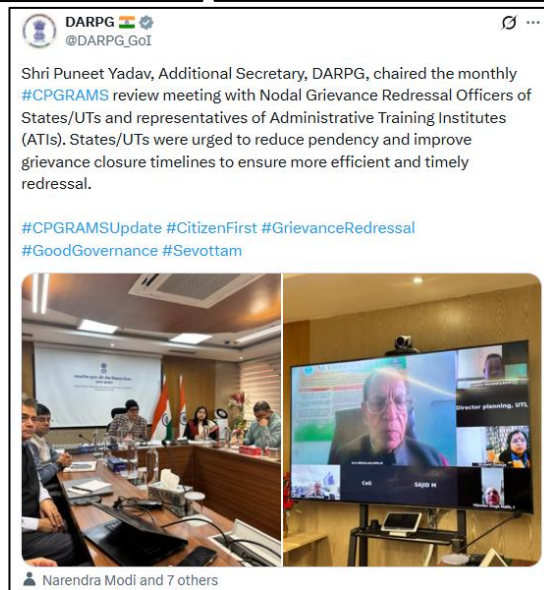 DARPG
@DARPG_GoI
Shri Puneet Yadav, Additional Secretary, DARPG, chaired the monthly
#CPGRAMS review meeting with Nodal Grievance Redressal Officers of
States/UTs and representatives of Administrative Training Institutes
(ATIs). States/UTs were urged to reduce pendency and improve
grievance closure timelines to ensure more efficient and timely
redressal.
#CPGRAMSUpdate #CitizenFirst #GrievanceRedressal
#GoodGovernance #Sevottam
Director planning, UTL
CeG
SAJID M
Narendra Modi and 7 others